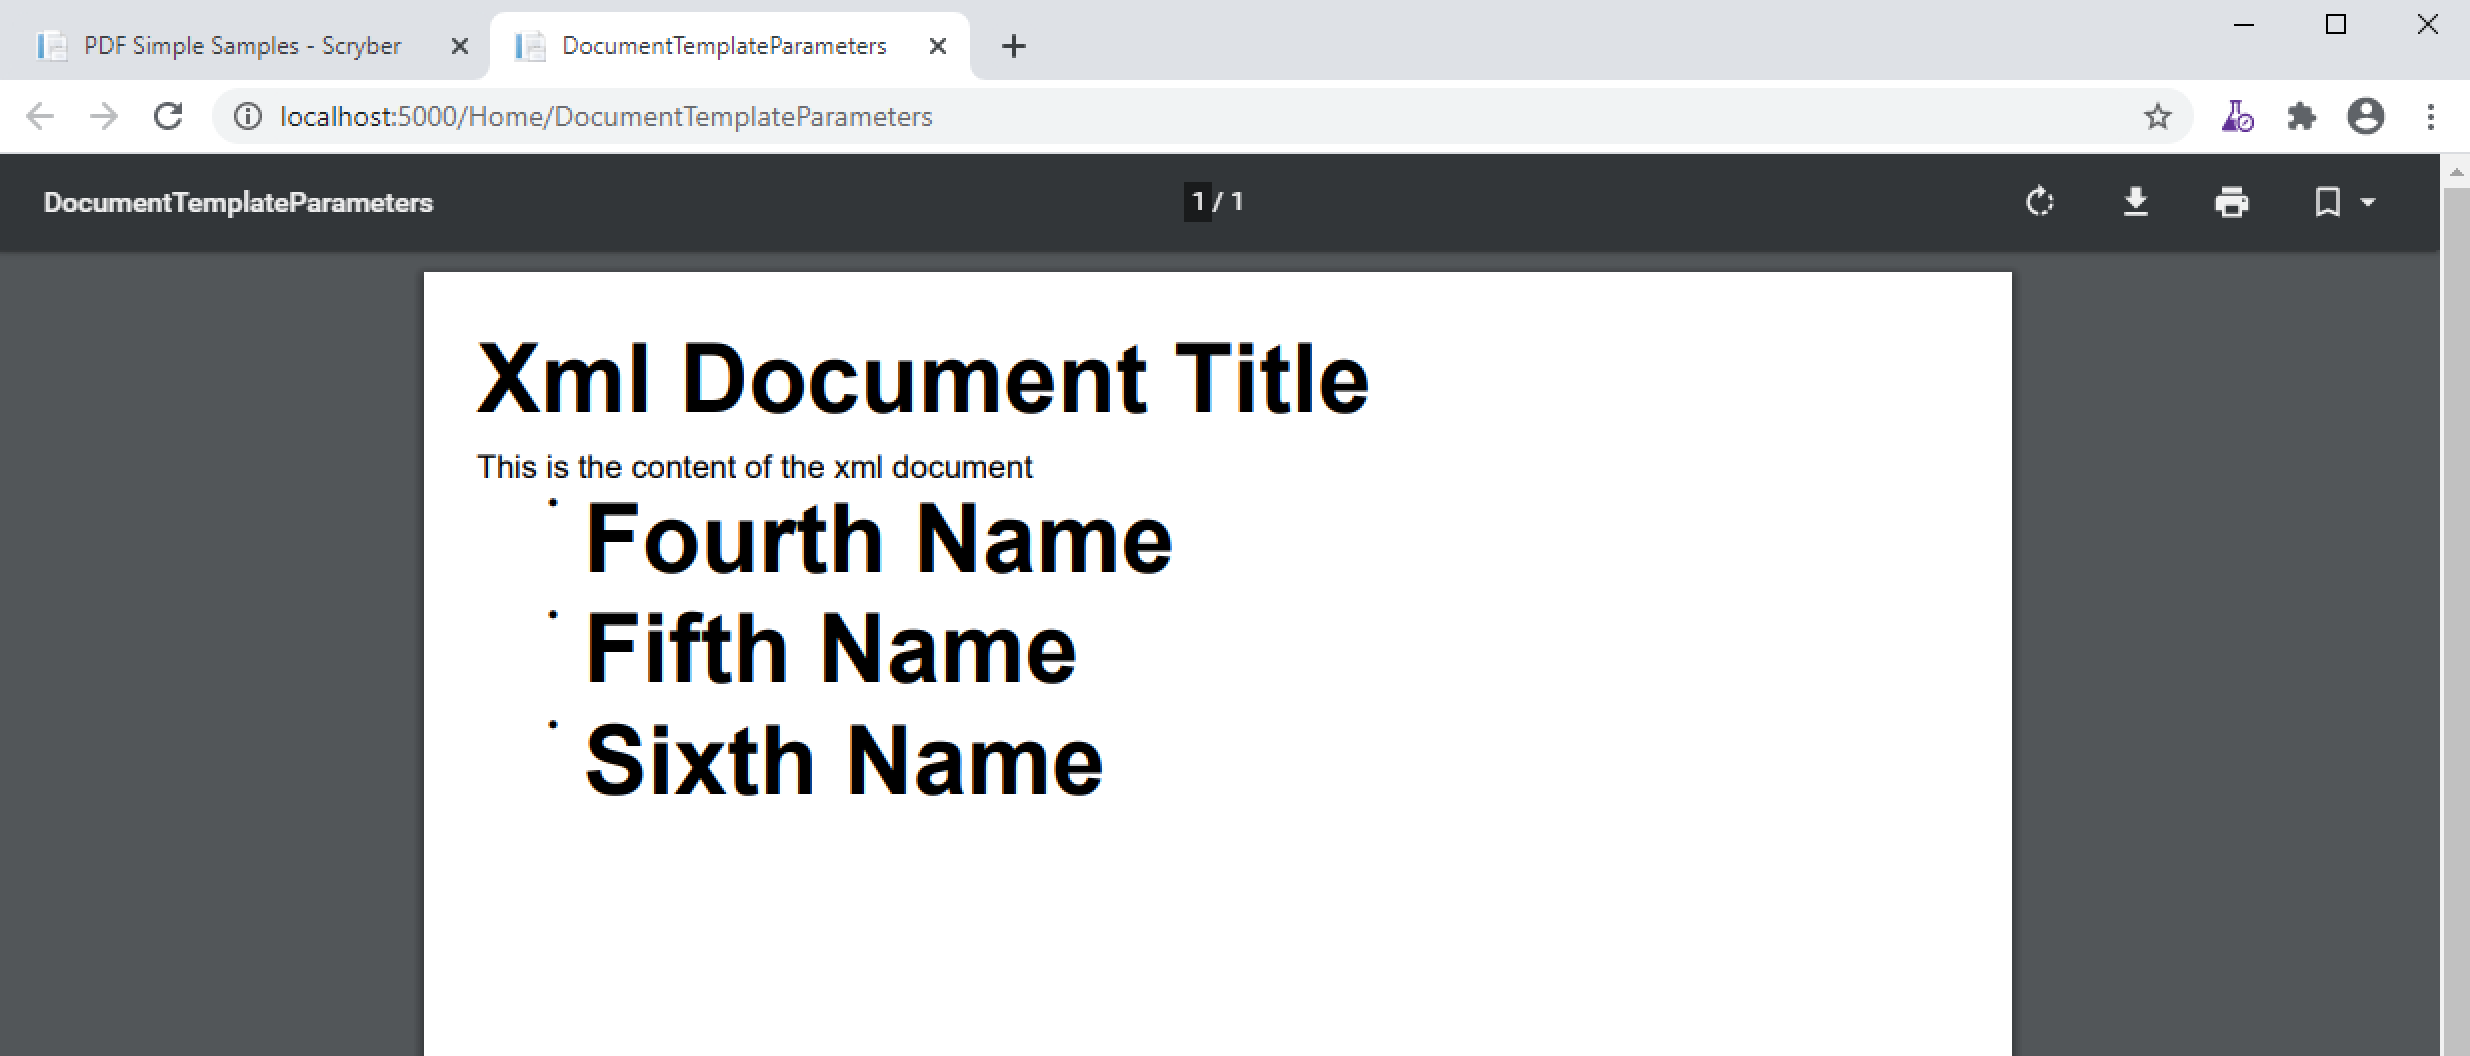 PDF Simple Samples - Scryber
DocumentTemplateParameters
localhost:5000/Home/DocumentTemplateParameters
DocumentTemplateParameters
1 / 1
Xml Document Title
This is the content of the xml document
• Fourth Name
• Fifth Name
• Sixth Name